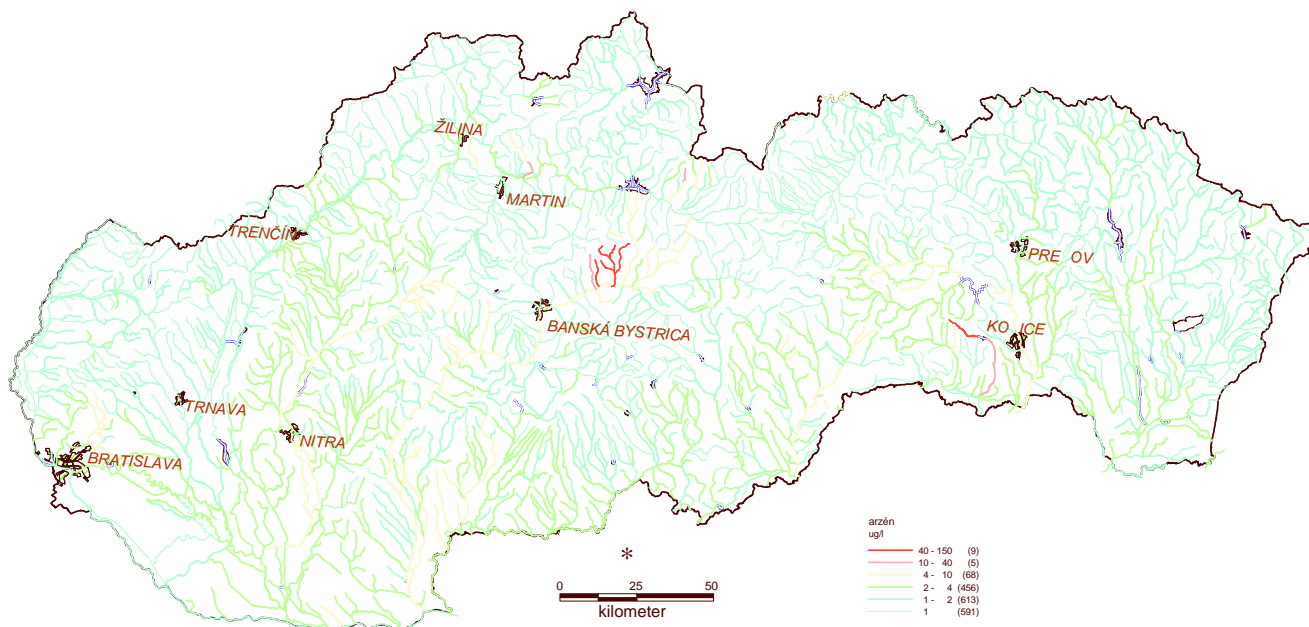 ŽILINA
MARTIN
TRENČÍN
PRE OV
BANSKÁ BYSTRICA
KO ICE
TRNAVA
NITRA
BRATISLAVA
*
0 25 50
kilometer
arzén
ug/l
40 - 150 (9)
10 - 40 (5)
4 - 10 (68)
2 - 4 (456)
1 - 2 (613)
1 (591)